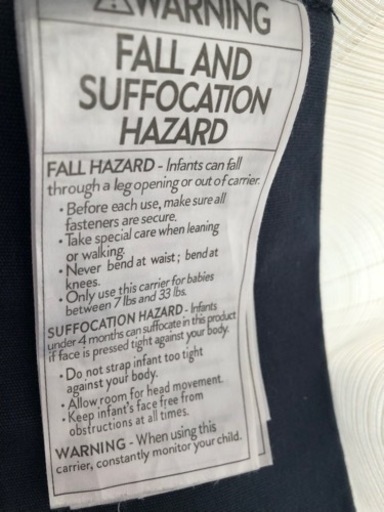 ⚠WARNING
FALL AND
SUFFOCATION
HAZARD
FALL HAZARD - Infants can fall
through a leg opening or out of carrier.
• Before each use, make sure all
fasteners are secure.
• Take special care when leaning
or walking.
• Never bend at waist; bend at
knees.
• Only use this carrier for babies
between 7 lbs and 33 lbs.
SUFFOCATION HAZARD - Infants
under 4 months can suffocate in this product
if face is pressed tight against your body.
• Do not strap infant too tight
against your body.
• Allow room for head movement.
• Keep infant's face free from
obstructions at all times.
WARNING - When using this
carrier, constantly monitor your child.